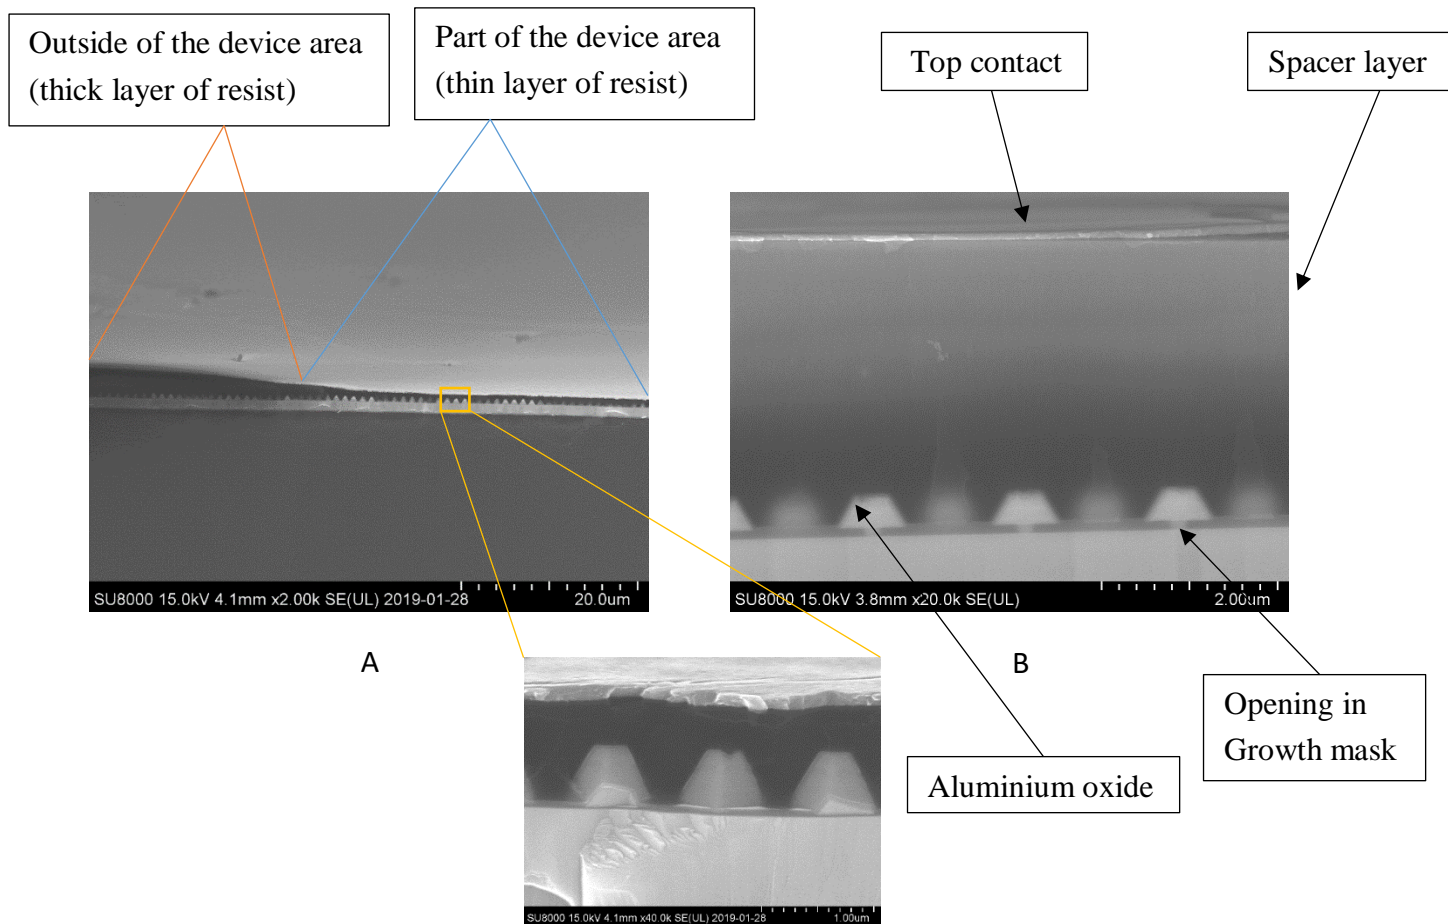 Outside of the device area
(thick layer of resist)
Part of the device area
(thin layer of resist)
Top contact
Spacer layer
SU8000 15.0kV 4.1mm x2.00k SE(UL) 2019-01-28
20.0um
SU8000 15.0kV 3.8mm x20.0k SE(UL)
2.00um
A
B
Opening in
Growth mask
Aluminium oxide
SU8000 15.0kV 4.1mm x40.0k SE(UL) 2019-01-28
1.00um